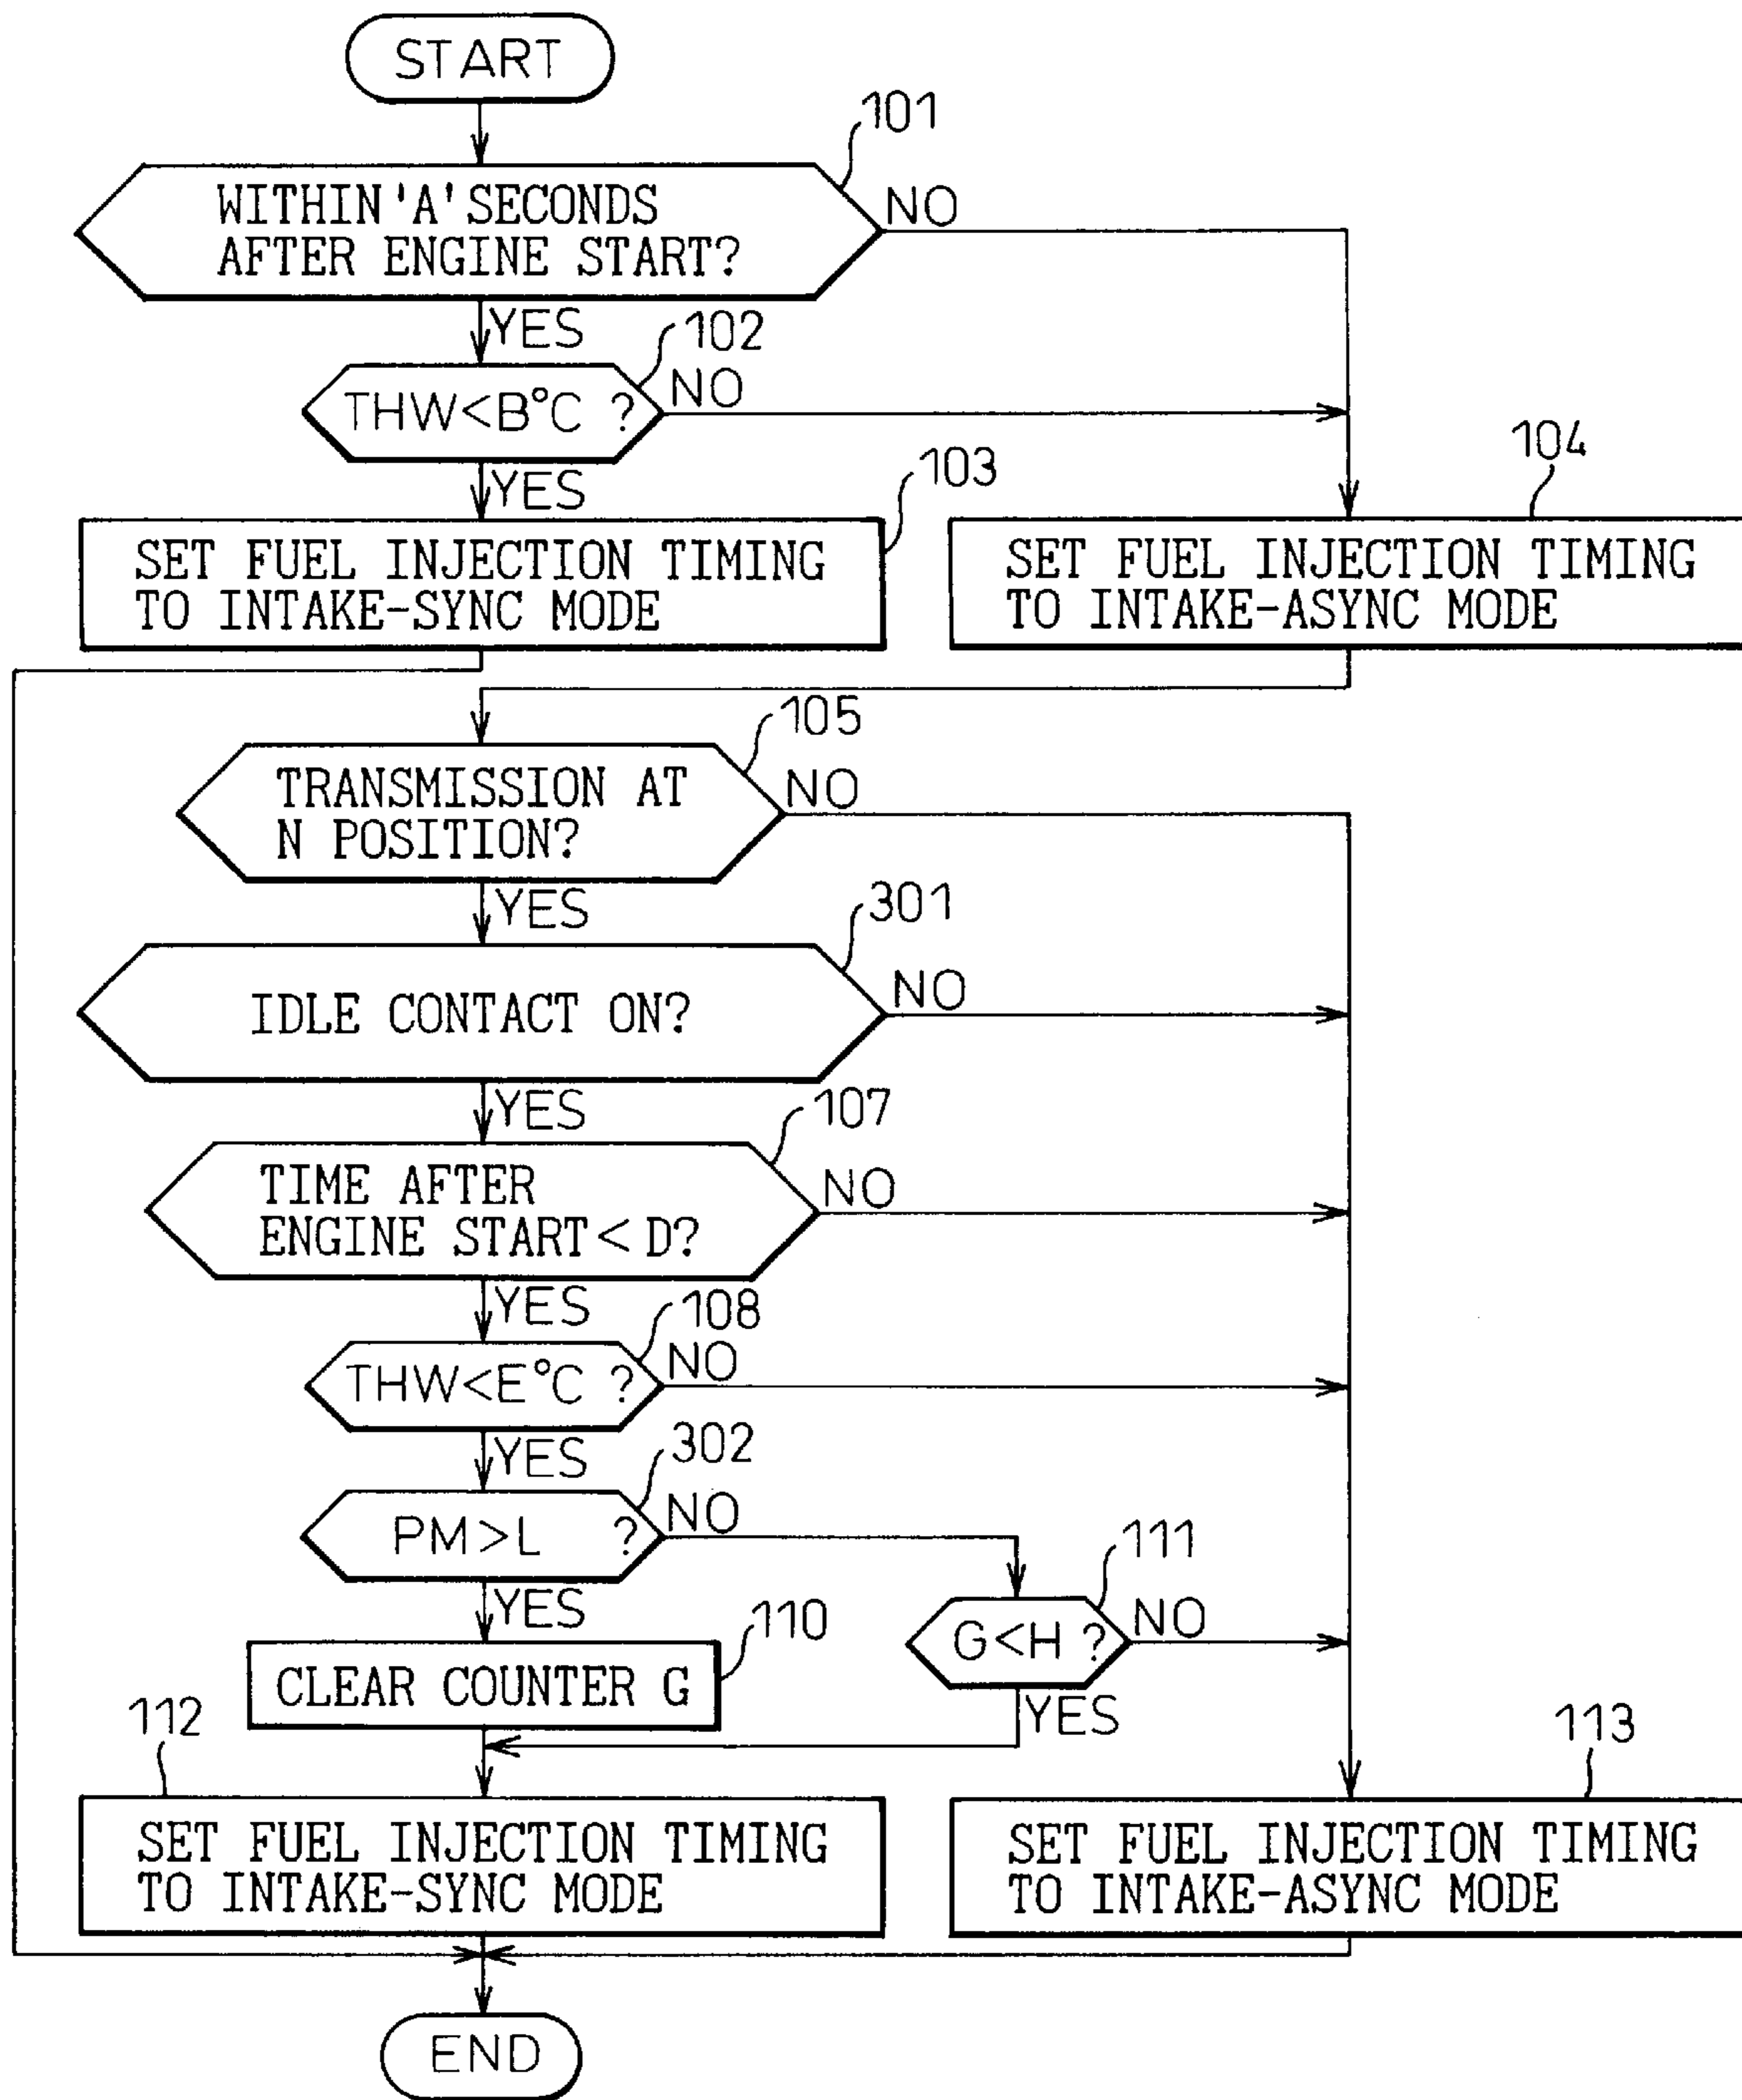 START
101
WITHIN 'A' SECONDS
AFTER ENGINE START?
NO
YES
102
THW<B°C ?
NO
YES
103
104
SET FUEL INJECTION TIMING
TO INTAKE-SYNC MODE
SET FUEL INJECTION TIMING
TO INTAKE-ASYNC MODE
105
TRANSMISSION AT
N POSITION?
NO
YES
301
IDLE CONTACT ON?
NO
YES
107
TIME AFTER
ENGINE START < D?
NO
YES
108
THW<E°C ?
NO
YES
302
PM>L ?
NO
YES
111
G<H ?
NO
YES
110
CLEAR COUNTER G
112
113
SET FUEL INJECTION TIMING
TO INTAKE-SYNC MODE
SET FUEL INJECTION TIMING
TO INTAKE-ASYNC MODE
END